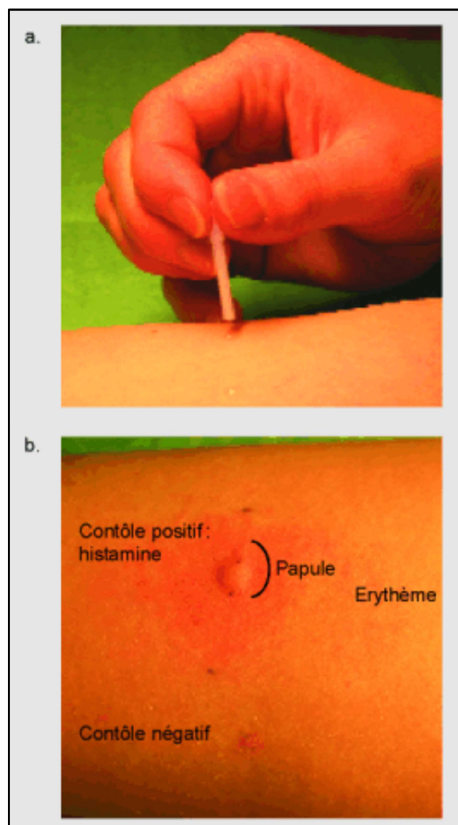 a.
b.
Contôle positif:
histamine
Papule
Erythème
Contôle négatif